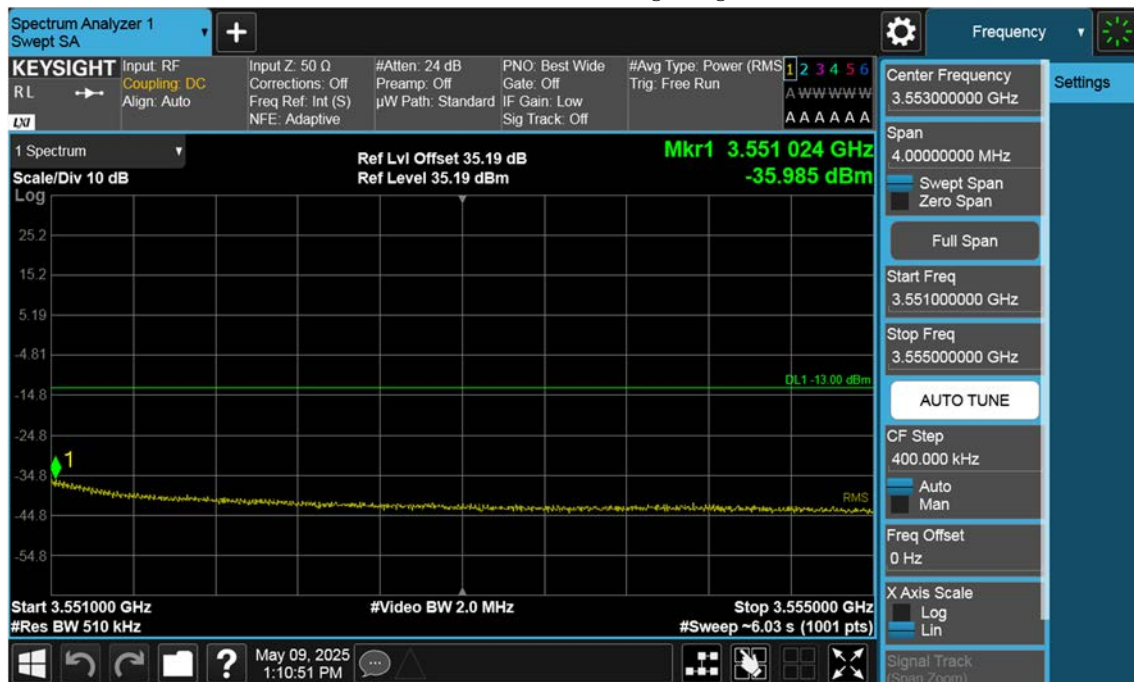 Spectrum Analyzer 1
Swept SA
+
Frequency
KEYSIGHT
RL
LXI
Input: RF
Coupling: DC
Align: Auto
Input Z: 50 Ω
Corrections: Off
Freq Ref: Int (S)
NFE: Adaptive
#Atten: 24 dB
Preamp: Off
µW Path: Standard
PNO: Best Wide
Gate: Off
IF Gain: Low
Sig Track: Off
#Avg Type: Power (RMS
Trig: Free Run
1 2 3 4 5 6
A W W W W W
A A A A A A
1 Spectrum
Scale/Div 10 dB
Log
Ref Lvl Offset 35.19 dB
Ref Level 35.19 dBm
Mkr1 3.551 024 GHz
-35.985 dBm
25.2
15.2
5.19
-4.81
DL1 -13.00 dBm
-14.8
-24.8
1
-34.8
RMS
-44.8
-54.8
Start 3.551000 GHz
#Res BW 510 kHz
#Video BW 2.0 MHz
Stop 3.555000 GHz
#Sweep ~6.03 s (1001 pts)
Center Frequency
3.553000000 GHz
Span
4.00000000 MHz
Swept Span
Zero Span
Full Span
Start Freq
3.551000000 GHz
Stop Freq
3.555000000 GHz
AUTO TUNE
CF Step
400.000 kHz
Auto
Man
Freq Offset
0 Hz
X Axis Scale
Log
Lin
Signal Track
(Span Zoom)
Settings
?
May 09, 2025
1:10:51 PM